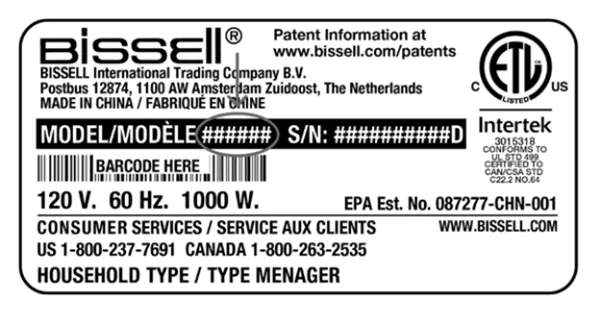 BISSELL®
Patent Information at
www.bissell.com/patents
BISSELL International Trading Company B.V.
Postbus 12874, 1100 AW Amsterdam Zuidoost, The Netherlands
MADE IN CHINA / FABRIQUÉ EN CHINE
ETL
LISTED
C US
Intertek
3015318
CONFORMS TO
UL STD 499
CERTIFIED TO
CAN/CSA STD
C22.2 NO.64
MODEL/MODÈLE ###### S/N: ##########D
BARCODE HERE
120 V. 60 Hz. 1000 W.
EPA Est. No. 087277-CHN-001
CONSUMER SERVICES / SERVICE AUX CLIENTS
WWW.BISSELL.COM
US 1-800-237-7691 CANADA 1-800-263-2535
HOUSEHOLD TYPE / TYPE MENAGER